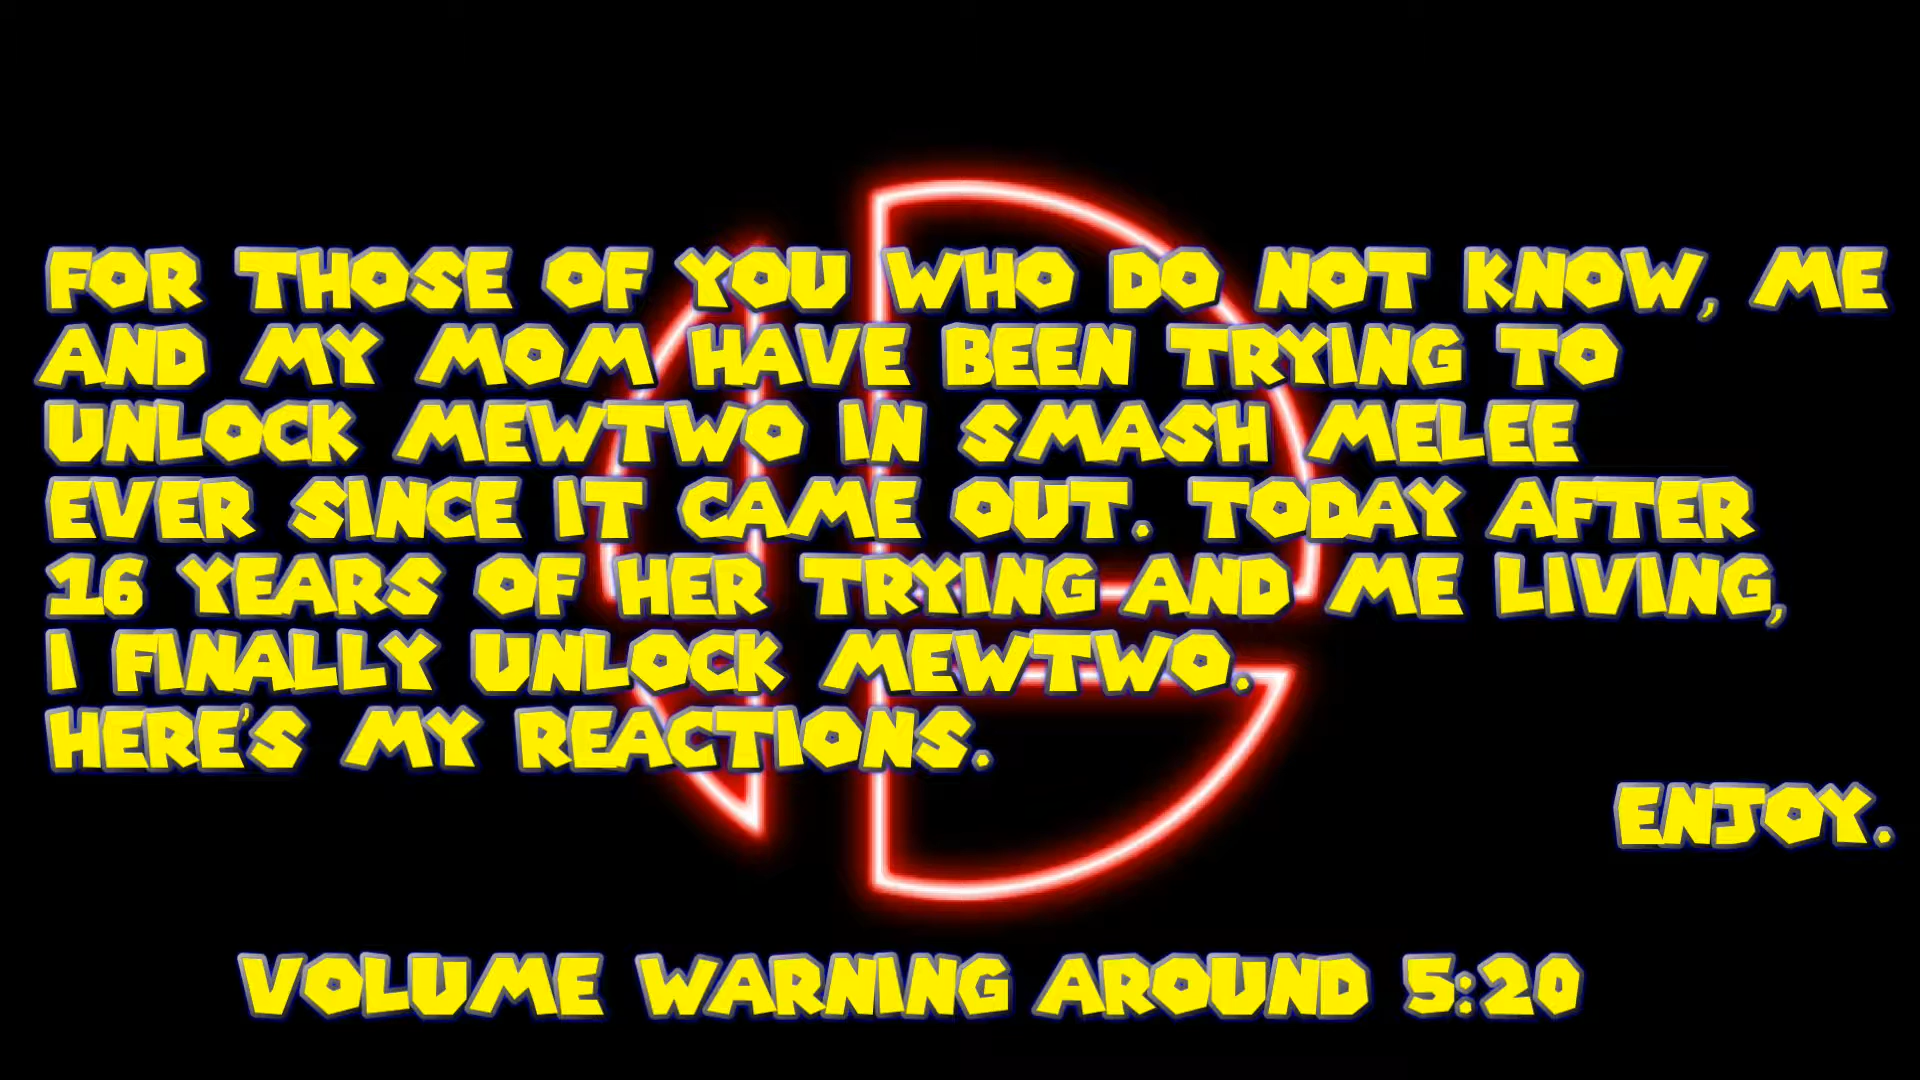 FOR THOSE OF YOU WHO DO NOT KNOW, ME
AND MY MOM HAVE BEEN TRYING TO
UNLOCK MEWTWO IN SMASH MELEE
EVER SINCE IT CAME OUT. TODAY AFTER
16 YEARS OF HER TRYING AND ME LIVING,
I FINALLY UNLOCK MEWTWO.
HERE'S MY REACTIONS.
ENJOY.
VOLUME WARNING AROUND 5:20